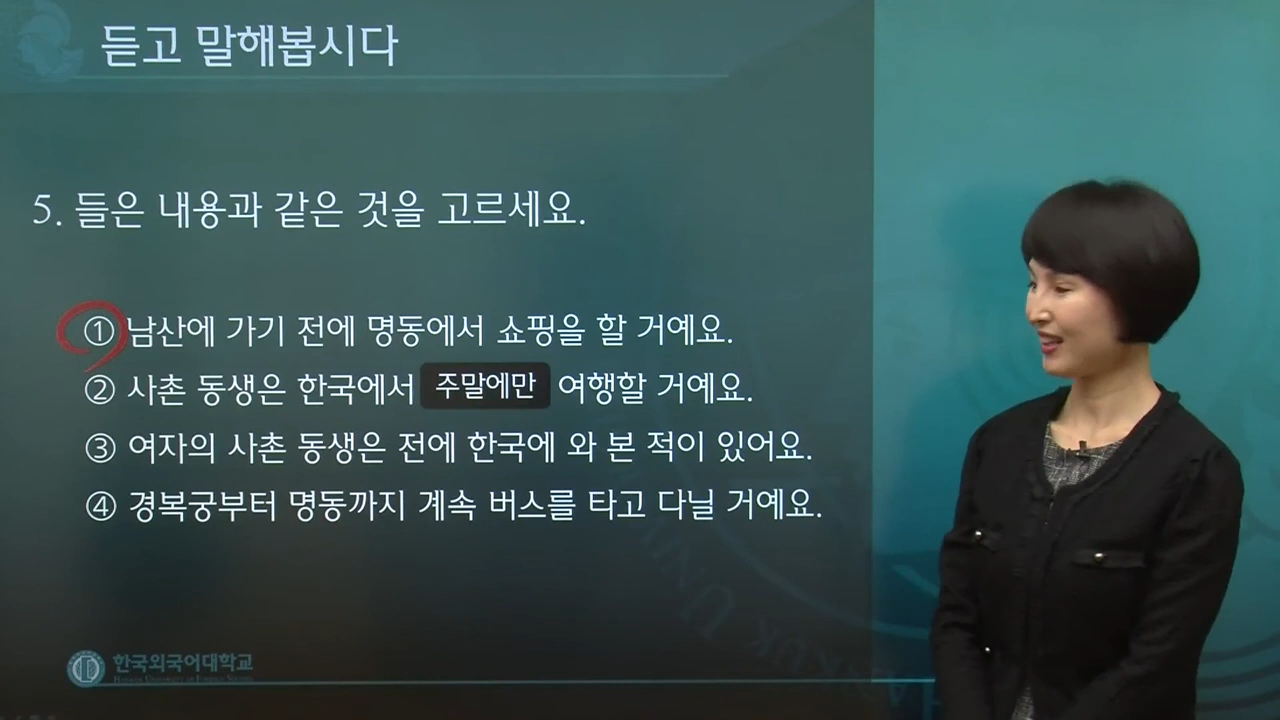 듣고 말해봅시다
5. 들은 내용과 같은 것을 고르세요.
① 남산에 가기 전에 명동에서 쇼핑을 할 거예요.
② 사촌 동생은 한국에서 주말에만 여행할 거예요.
③ 여자의 사촌 동생은 전에 한국에 와 본 적이 있어요.
④ 경복궁부터 명동까지 계속 버스를 타고 다닐 거예요.
한국외국어대학교
Hankuk University of Foreign Studies